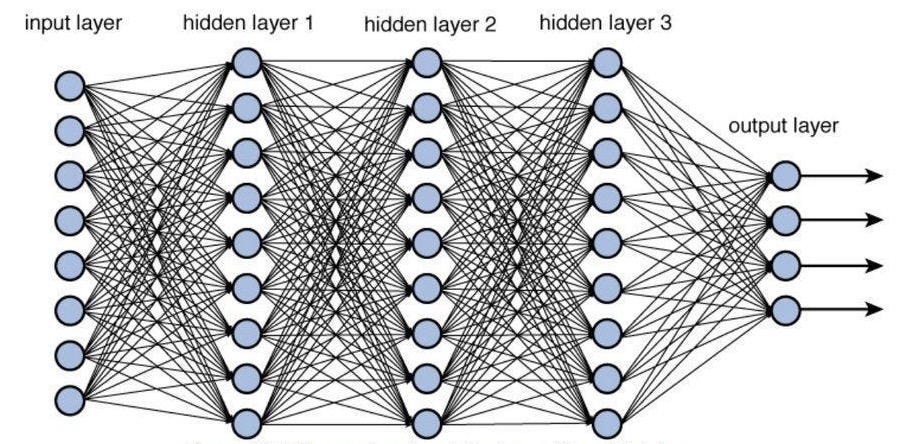 input layer
hidden layer 1
hidden layer 2
hidden layer 3
output layer